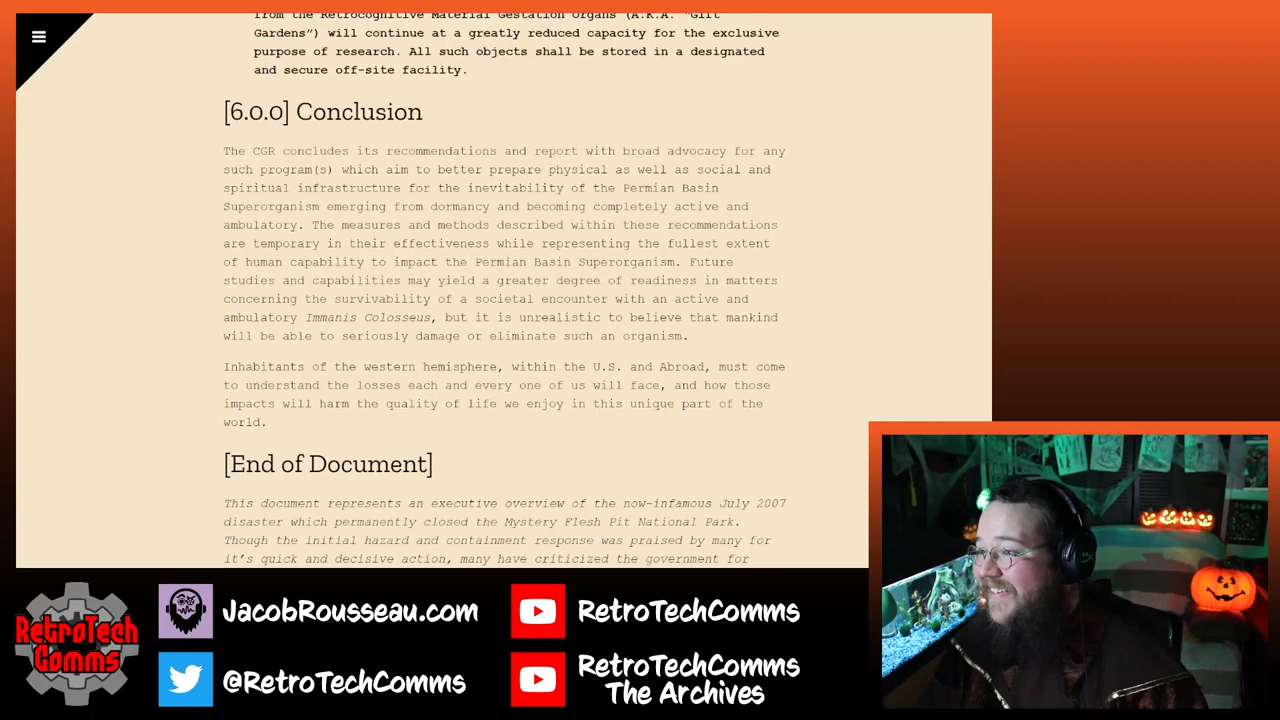 from the Retrocognitive Material Gestation Organs (A.K.A. "Gift
Gardens") will continue at a greatly reduced capacity for the exclusive
purpose of research. All such objects shall be stored in a designated
and secure off-site facility.
[6.0.0] Conclusion
The CGR concludes its recommendations and report with broad advocacy for any
such program(s) which aim to better prepare physical as well as social and
spiritual infrastructure for the inevitability of the Permian Basin
Superorganism emerging from dormancy and becoming completely active and
ambulatory. The measures and methods described within these recommendations
are temporary in their effectiveness while representing the fullest extent
of human capability to impact the Permian Basin Superorganism. Future
studies and capabilities may yield a greater degree of readiness in matters
concerning the survivability of a societal encounter with an active and
ambulatory Immanis Colosseus, but it is unrealistic to believe that mankind
will be able to seriously damage or eliminate such an organism.
Inhabitants of the western hemisphere, within the U.S. and Abroad, must come
to understand the losses each and every one of us will face, and how those
impacts will harm the quality of life we enjoy in this unique part of the
world.
[End of Document]
This document represents an executive overview of the now-infamous July 2007
disaster which permanently closed the Mystery Flesh Pit National Park.
Though the initial hazard and containment response was praised by many for
it's quick and decisive action, many have criticized the government for
RetroTech
Comms
JacobRousseau.com
RetroTechComms
@RetroTechComms
RetroTechComms
The Archives